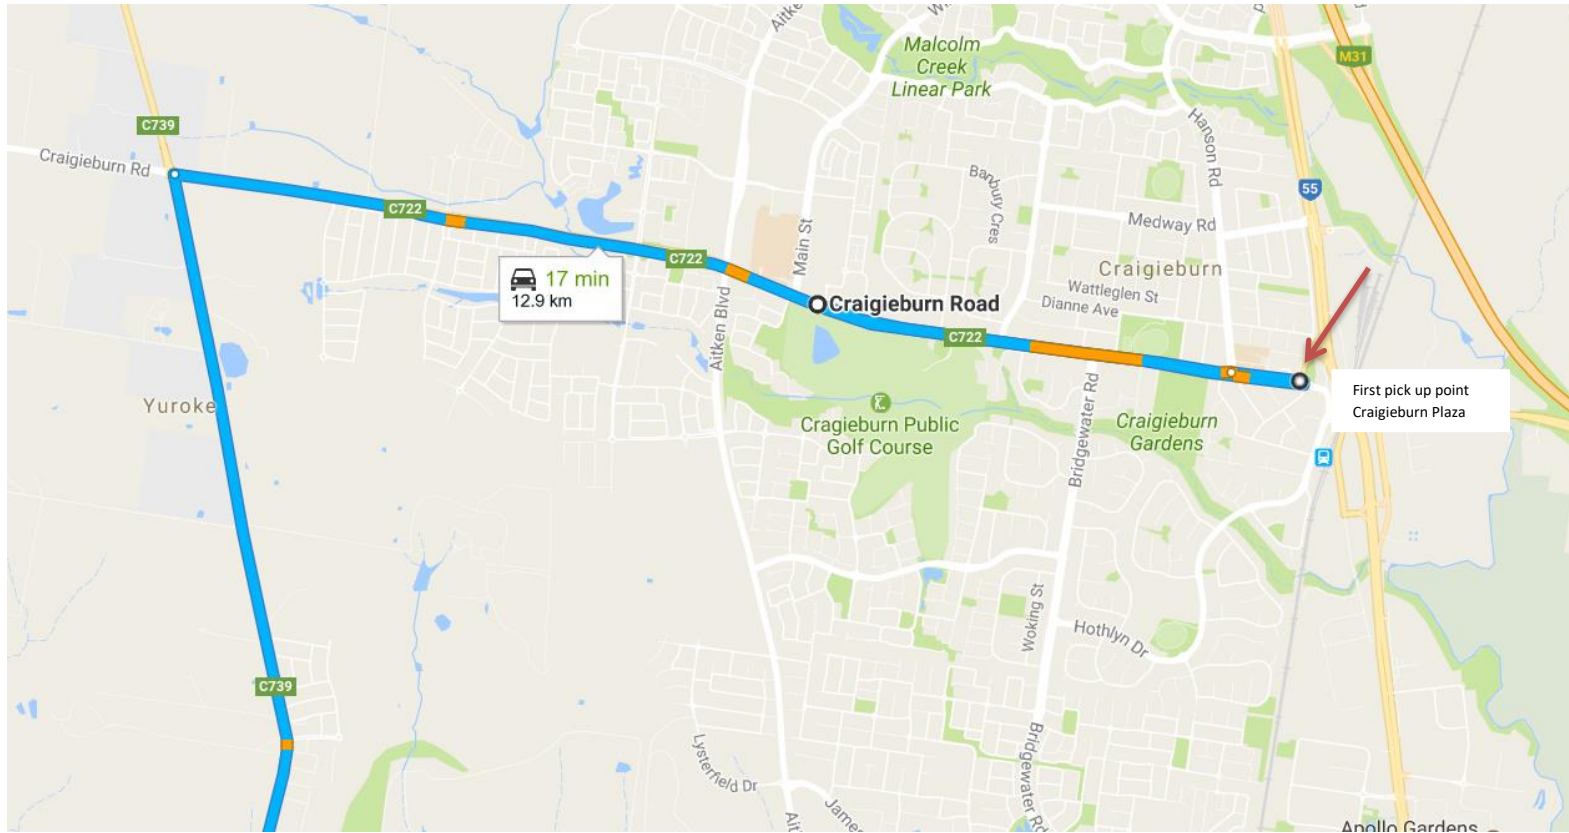 Malcolm
Creek
Linear Park
M31
C739
Craigieburn Rd
Hanson Rd
Banbury Cres
55
C722
Medway Rd
Main St
C722
Craigieburn
17 min
12.9 km
Wattleglen St
Dianne Ave
Craigieburn Road
Aitken Blvd
C722
First pick up point
Craigieburn Plaza
Yuroke
Bridgewater Rd
Cragieburn Public
Golf Course
Craigieburn
Gardens
Woking St
Hothlyn Dr
C739
Lysterfield Dr
Bridgewater Rd
Apollo Gardens